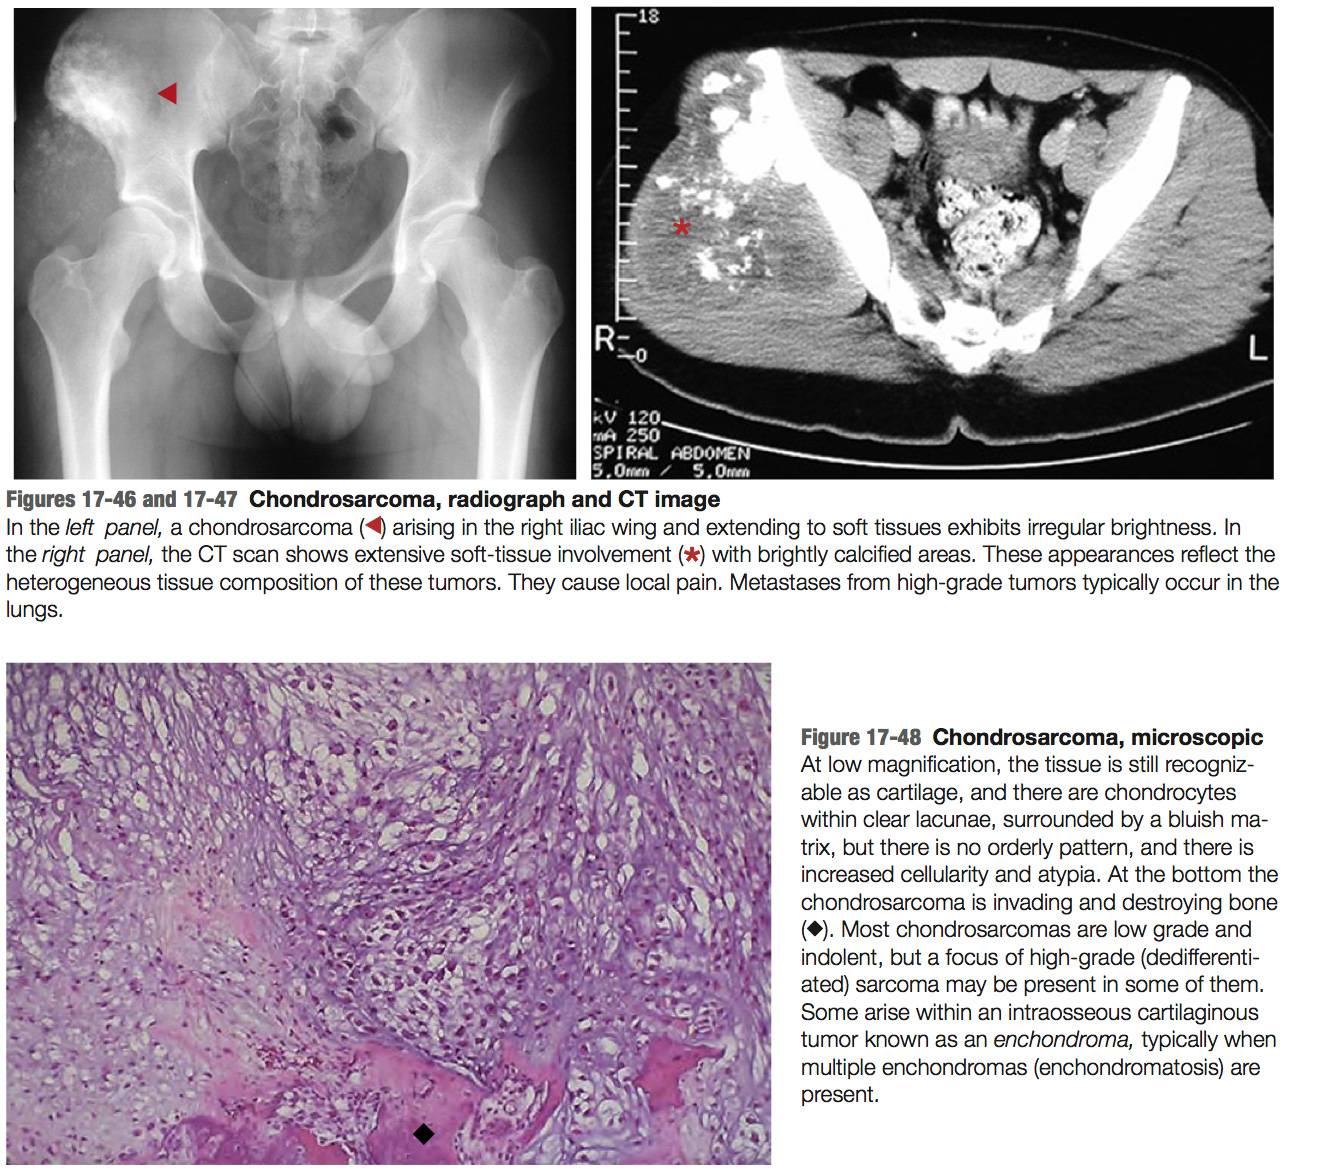 18
R
0
L
kV 120
mA 250
SPIRAL ABDOMEN
5.0mm / 5.0mm
Figures 17-46 and 17-47 Chondrosarcoma, radiograph and CT image
In the left panel, a chondrosarcoma (◀) arising in the right iliac wing and extending to soft tissues exhibits irregular brightness. In
the right panel, the CT scan shows extensive soft-tissue involvement (*) with brightly calcified areas. These appearances reflect the
heterogeneous tissue composition of these tumors. They cause local pain. Metastases from high-grade tumors typically occur in the
lungs.
Figure 17-48 Chondrosarcoma, microscopic
At low magnification, the tissue is still recogniz-
able as cartilage, and there are chondrocytes
within clear lacunae, surrounded by a bluish ma-
trix, but there is no orderly pattern, and there is
increased cellularity and atypia. At the bottom the
chondrosarcoma is invading and destroying bone
(◆). Most chondrosarcomas are low grade and
indolent, but a focus of high-grade (dedifferenti-
ated) sarcoma may be present in some of them.
Some arise within an intraosseous cartilaginous
tumor known as an enchondroma, typically when
multiple enchondromas (enchondromatosis) are
present.